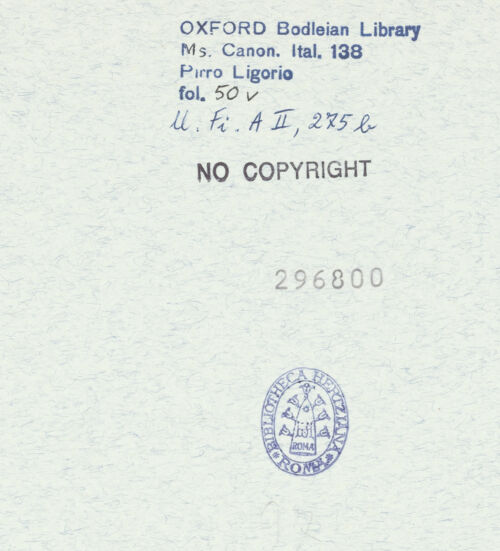 OXFORD Bodleian Library
Ms. Canon. Ital. 138
Pirro Ligorio
fol. 50 v
U. Fi. A II, 275 b
NO COPYRIGHT
296800
BIBLIOTHECA HERTZIANA
ROMA
* ROMA *